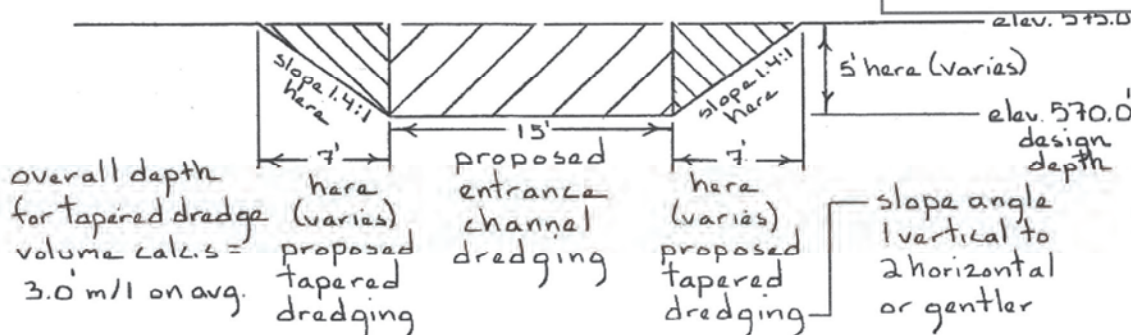 elev. 575.0'
slope 1.4:1
here
slope 1.4:1
here
5' here (varies)
elev. 570.0'
design
depth
15'
7'
7'
overall depth
for tapered dredge
volume calc.s =
3.0' m/l on avg.
here
(varies)
proposed
tapered
dredging
proposed
entrance
channel
dredging
here
(varies)
proposed
tapered
dredging
slope angle
1 vertical to
2 horizontal
or gentler